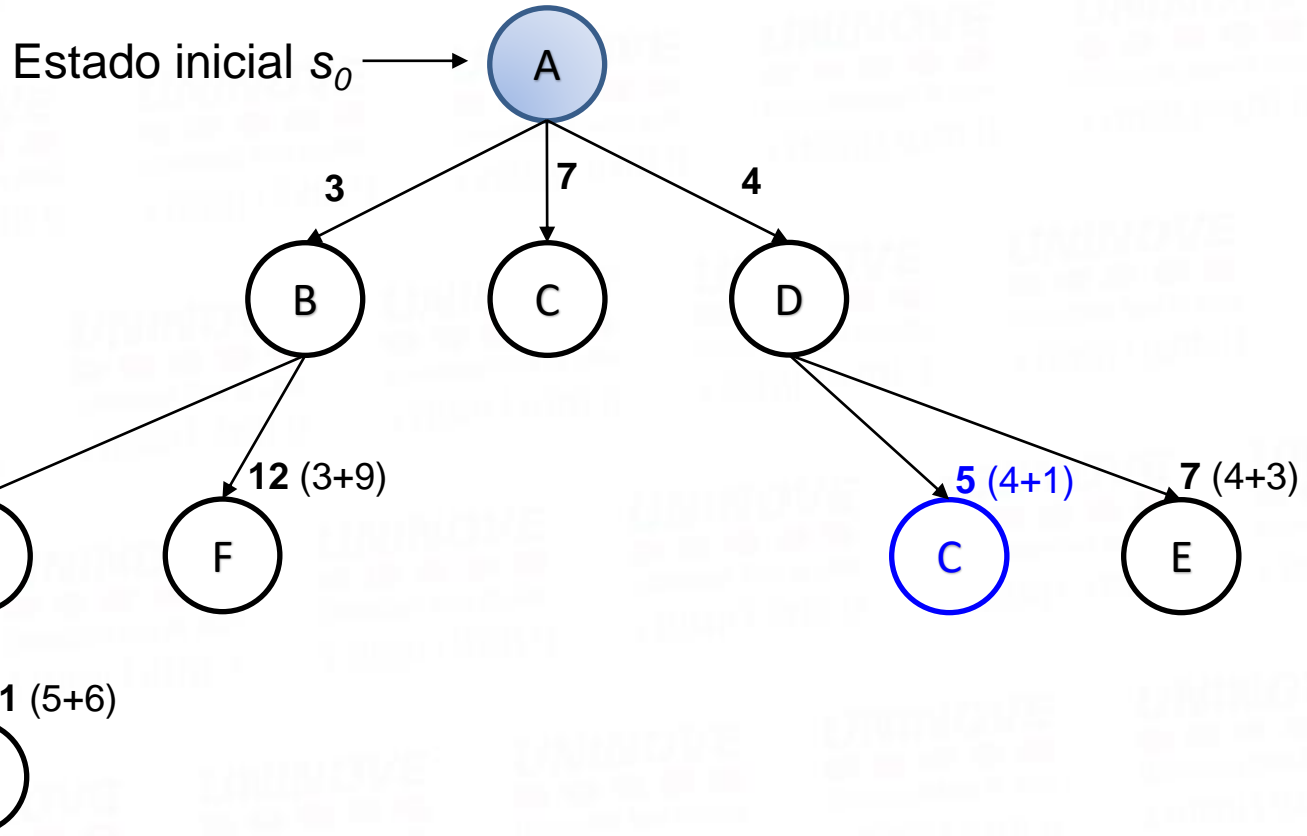 Estado inicial s0
A
3
7
4
B
C
D
12 (3+9)
5 (4+1)
7 (4+3)
F
C
E
1 (5+6)